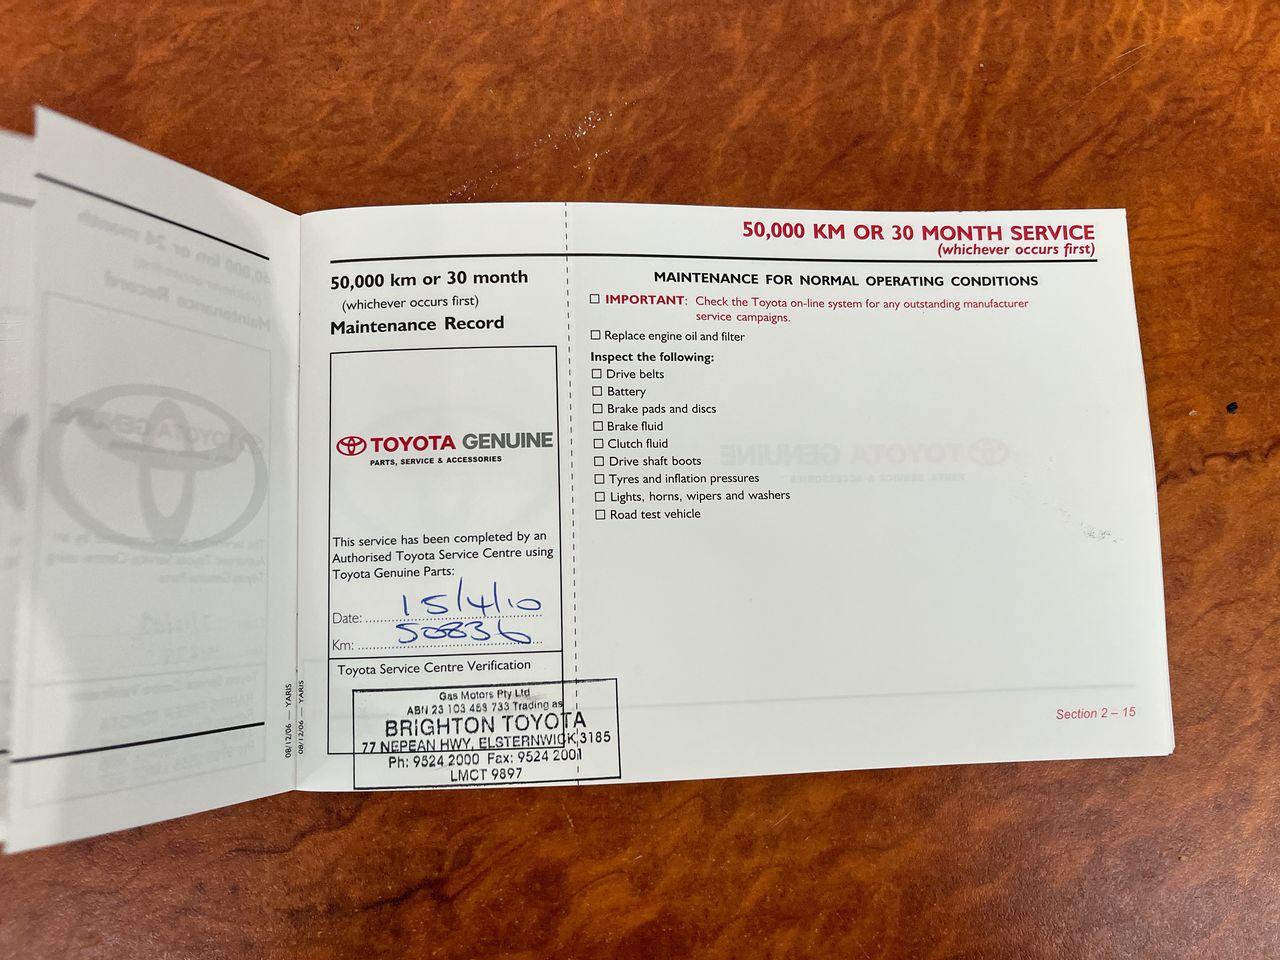 50,000 km or 30 month
(whichever occurs first)
Maintenance Record
TOYOTA GENUINE
PARTS, SERVICE & ACCESSORIES
This service has been completed by an
Authorised Toyota Service Centre using
Toyota Genuine Parts:
Date: 15/4/10
Km: 50836
Toyota Service Centre Verification
Gas Motors Pty Ltd
ABN 23 103 453 733 Trading as
BRIGHTON TOYOTA
77 NEPEAN HWY, ELSTERNWICK 3185
Ph: 9524 2000 Fax: 9524 2001
LMCT 9897
08/12/06 — YARIS
08/12/06 — YARIS
50,000 KM OR 30 MONTH SERVICE
(whichever occurs first)
MAINTENANCE FOR NORMAL OPERATING CONDITIONS
IMPORTANT: Check the Toyota on-line system for any outstanding manufacturer
service campaigns.
Replace engine oil and filter
Inspect the following:
Drive belts
Battery
Brake pads and discs
Brake fluid
Clutch fluid
Drive shaft boots
Tyres and inflation pressures
Lights, horns, wipers and washers
Road test vehicle
Section 2 – 15